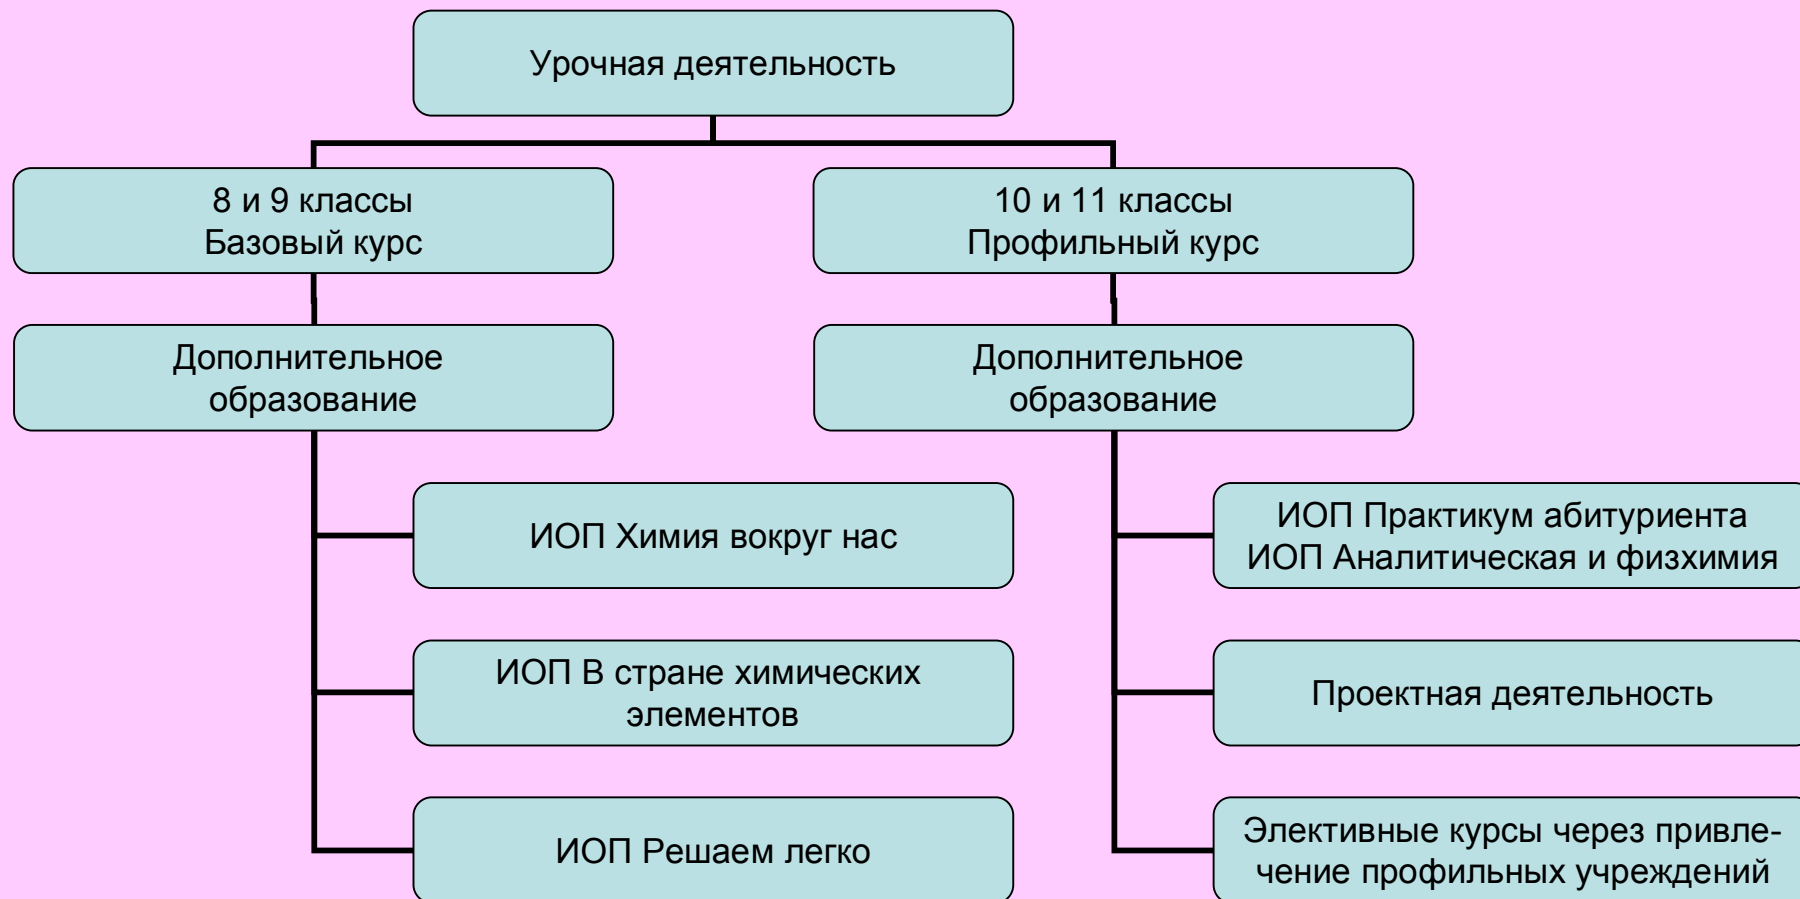 Урочная деятельность
8 и 9 классы
Базовый курс
10 и 11 классы
Профильный курс
Дополнительное
образование
Дополнительное
образование
ИОП Химия вокруг нас
ИОП Практикум абитуриента
ИОП Аналитическая и физхимия
ИОП В стране химических
элементов
Проектная деятельность
ИОП Решаем легко
Элективные курсы через привле-
чение профильных учреждений